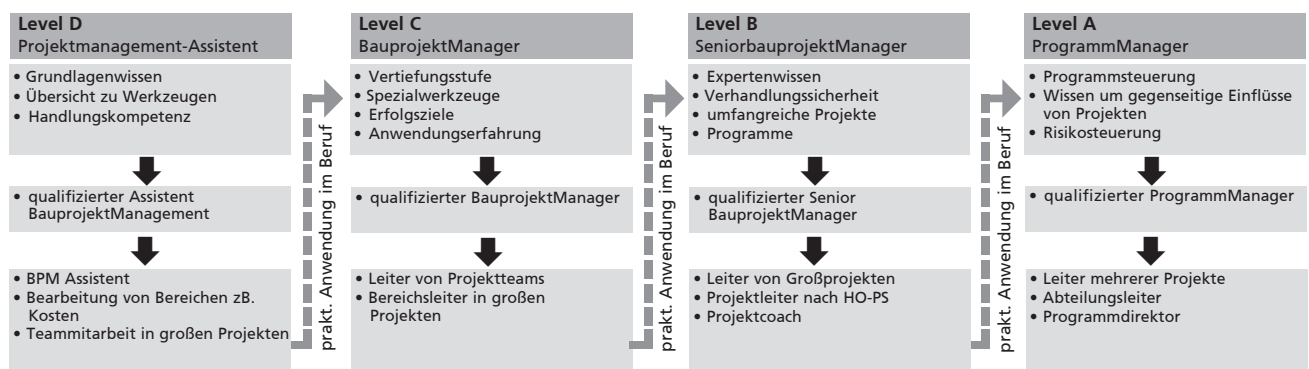 Level D
Projektmanagement-Assistent
• Grundlagenwissen
• Übersicht zu Werkzeugen
• Handlungskompetenz
• qualifizierter Assistent
BauprojektManagement
• BPM Assistent
• Bearbeitung von Bereichen zB.
Kosten
• Teammitarbeit in großen Projekten
prakt. Anwendung im Beruf
Level C
BauprojektManager
• Vertiefungsstufe
• Spezialwerkzeuge
• Erfolgsziele
• Anwendungserfahrung
• qualifizierter BauprojektManager
• Leiter von Projektteams
• Bereichsleiter in großen
Projekten
prakt. Anwendung im Beruf
Level B
SeniorbauprojektManager
• Expertenwissen
• Verhandlungssicherheit
• umfangreiche Projekte
• Programme
• qualifizierter Senior
BauprojektManager
• Leiter von Großprojekten
• Projektleiter nach HO-PS
• Projektcoach
prakt. Anwendung im Beruf
Level A
ProgrammManager
• Programmsteuerung
• Wissen um gegenseitige Einflüsse
von Projekten
• Risikosteuerung
• qualifizierter ProgrammManager
• Leiter mehrerer Projekte
• Abteilungsleiter
• Programmdirektor